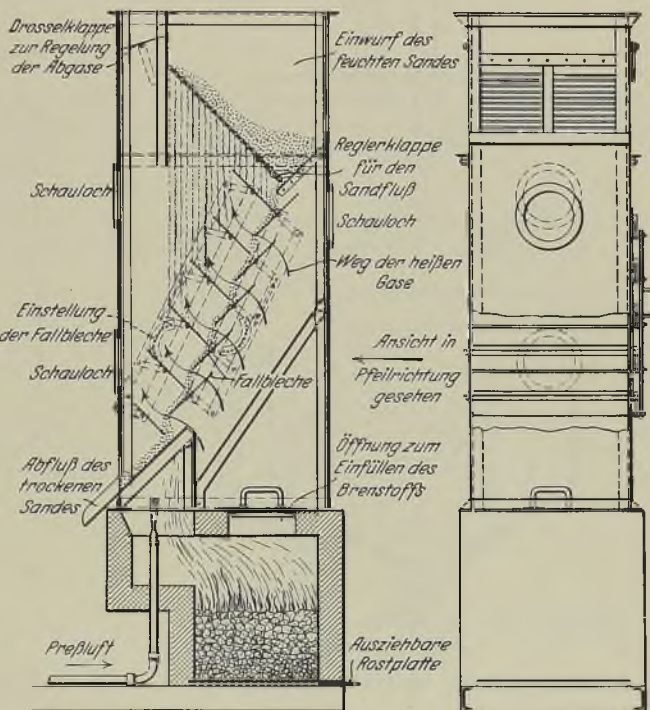 Drosselklappe
zur Regelung
der Abgase
Einwurf des
feuchten Sandes
Reglerklappe
für den
Sandfluß
Schauloch
Schauloch
Weg der heißen
Gase
Einstellung
der Fallbleche
Schauloch
Fallbleche
Ansicht in
Pfeilrichtung
gesehen
Abfluß des
trockenen
Sandes
Öffnung zum
Einfüllen des
Brenstoffs
Preßluft
Ausziehbare
Rostplatte